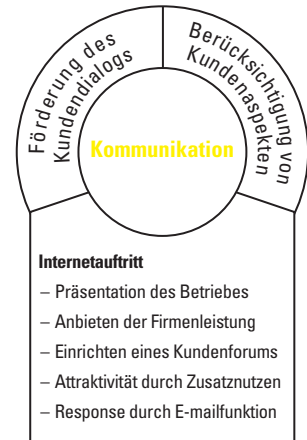 Förderung des
Kundendialogs
Berücksichtigung von
Kundenaspekten
Kommunikation
Internetauftritt
– Präsentation des Betriebes
– Anbieten der Firmenleistung
– Einrichten eines Kundenforums
– Attraktivität durch Zusatznutzen
– Response durch E-mailfunktion